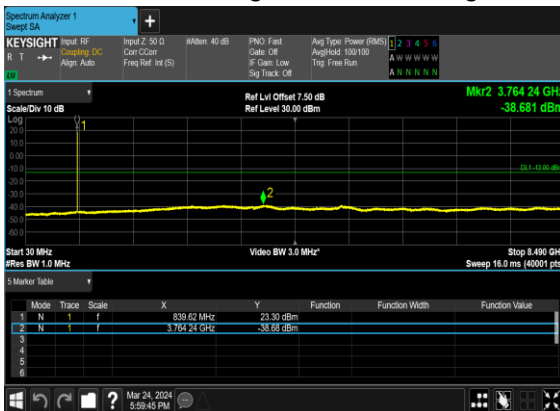 Spectrum Analyzer 1
Swept SA
+
KEYSIGHT Input: RF Input Z: 50 Ω #Atten: 40 dB PNO: Fast Avg Type: Power (RMS) 1 2 3 4 5 6
R T Coupling: DC Corr CCorr Gate: Off Avg|Hold: 100/100 A W W W W W
Align: Auto Freq Ref: Int (S) IF Gain: Low Trig: Free Run
Sig Track: Off A N N N N N
1 Spectrum Ref Lvl Offset 7.50 dB Mkr2 3.764 24 GHz
Scale/Div 10 dB Ref Level 30.00 dBm -38.681 dBm
Log
20.0
1
10.0
0.00
-10.0
DL1 -13.00 dBm
-20.0
-30.0
2
-40.0
-50.0
-60.0
Start 30 MHz Video BW 3.0 MHz* Stop 8.490 GHz
#Res BW 1.0 MHz Sweep 16.0 ms (40001 pts)
5 Marker Table
Mode Trace Scale X Y Function Function Width Function Value
1 N 1 f 839.62 MHz 23.30 dBm
2 N 1 f 3.764 24 GHz -38.68 dBm
3
4
5
6
? Mar 24, 2024
5:59:45 PM